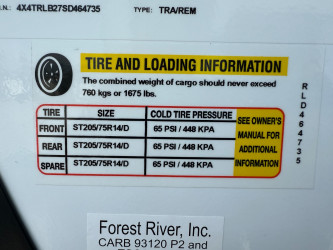 .N.: 4X4TRLB27SD464735 TYPE: TRA/REM
TIRE AND LOADING INFORMATION
The combined weight of cargo should never exceed
760 kgs or 1675 lbs.
TIRE SIZE COLD TIRE PRESSURE SEE OWNER'S MANUAL FOR ADDITIONAL INFORMATION
FRONT ST205/75R14/D 65 PSI / 448 KPA
REAR ST205/75R14/D 65 PSI / 448 KPA
SPARE ST205/75R14/D 65 PSI / 448 KPA
RLD464735
Forest River, Inc.
CARB 93120 P2 and